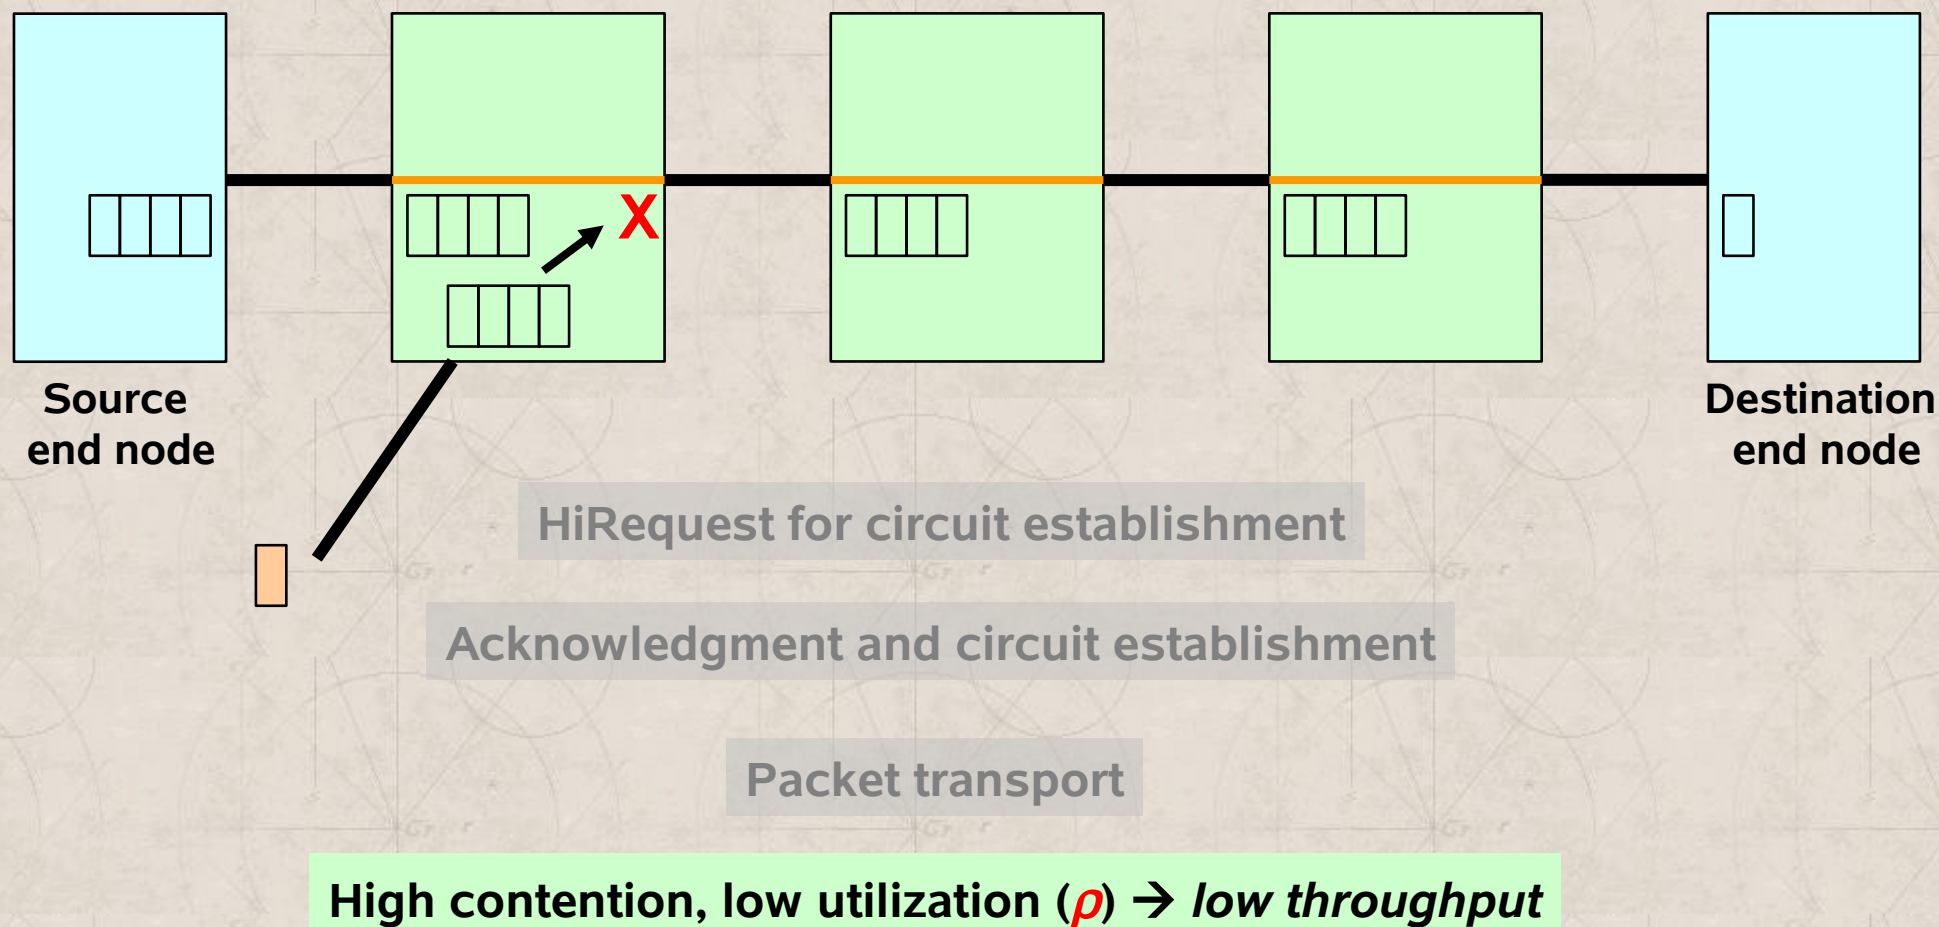 X
Source
end node
Destination
end node
HiRequest for circuit establishment
Acknowledgment and circuit establishment
Packet transport
High contention, low utilization (ρ) → low throughput